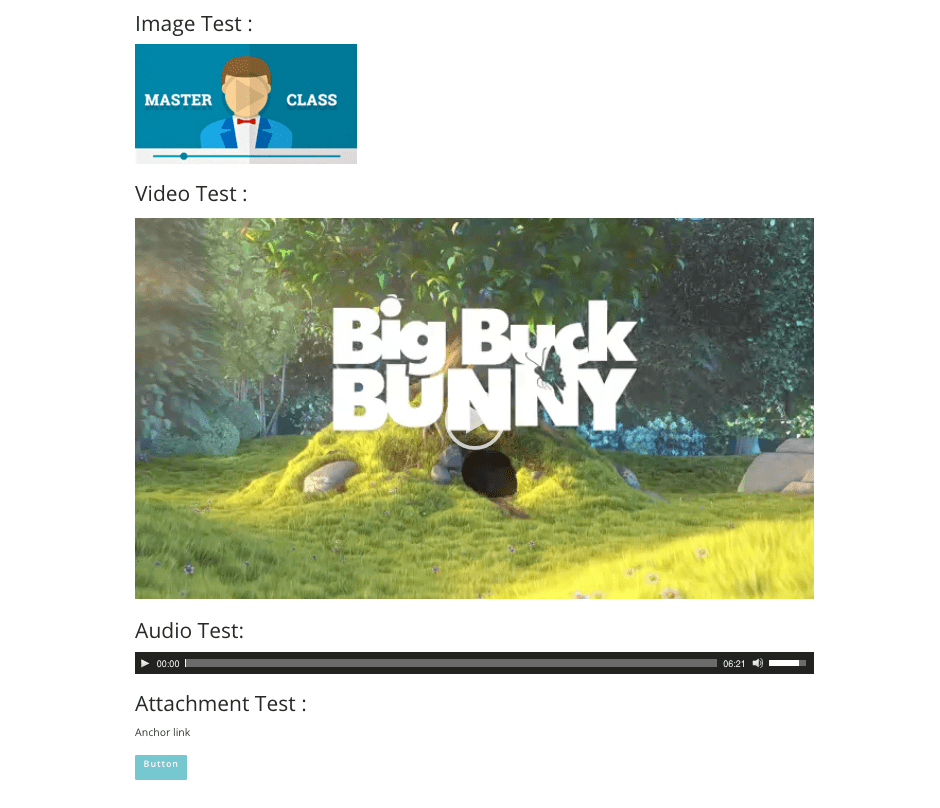 Image Test :
MASTER CLASS
Video Test :
Big Buck
BUNNY
Audio Test:
00:00 06:21
Attachment Test :
Anchor link
Button